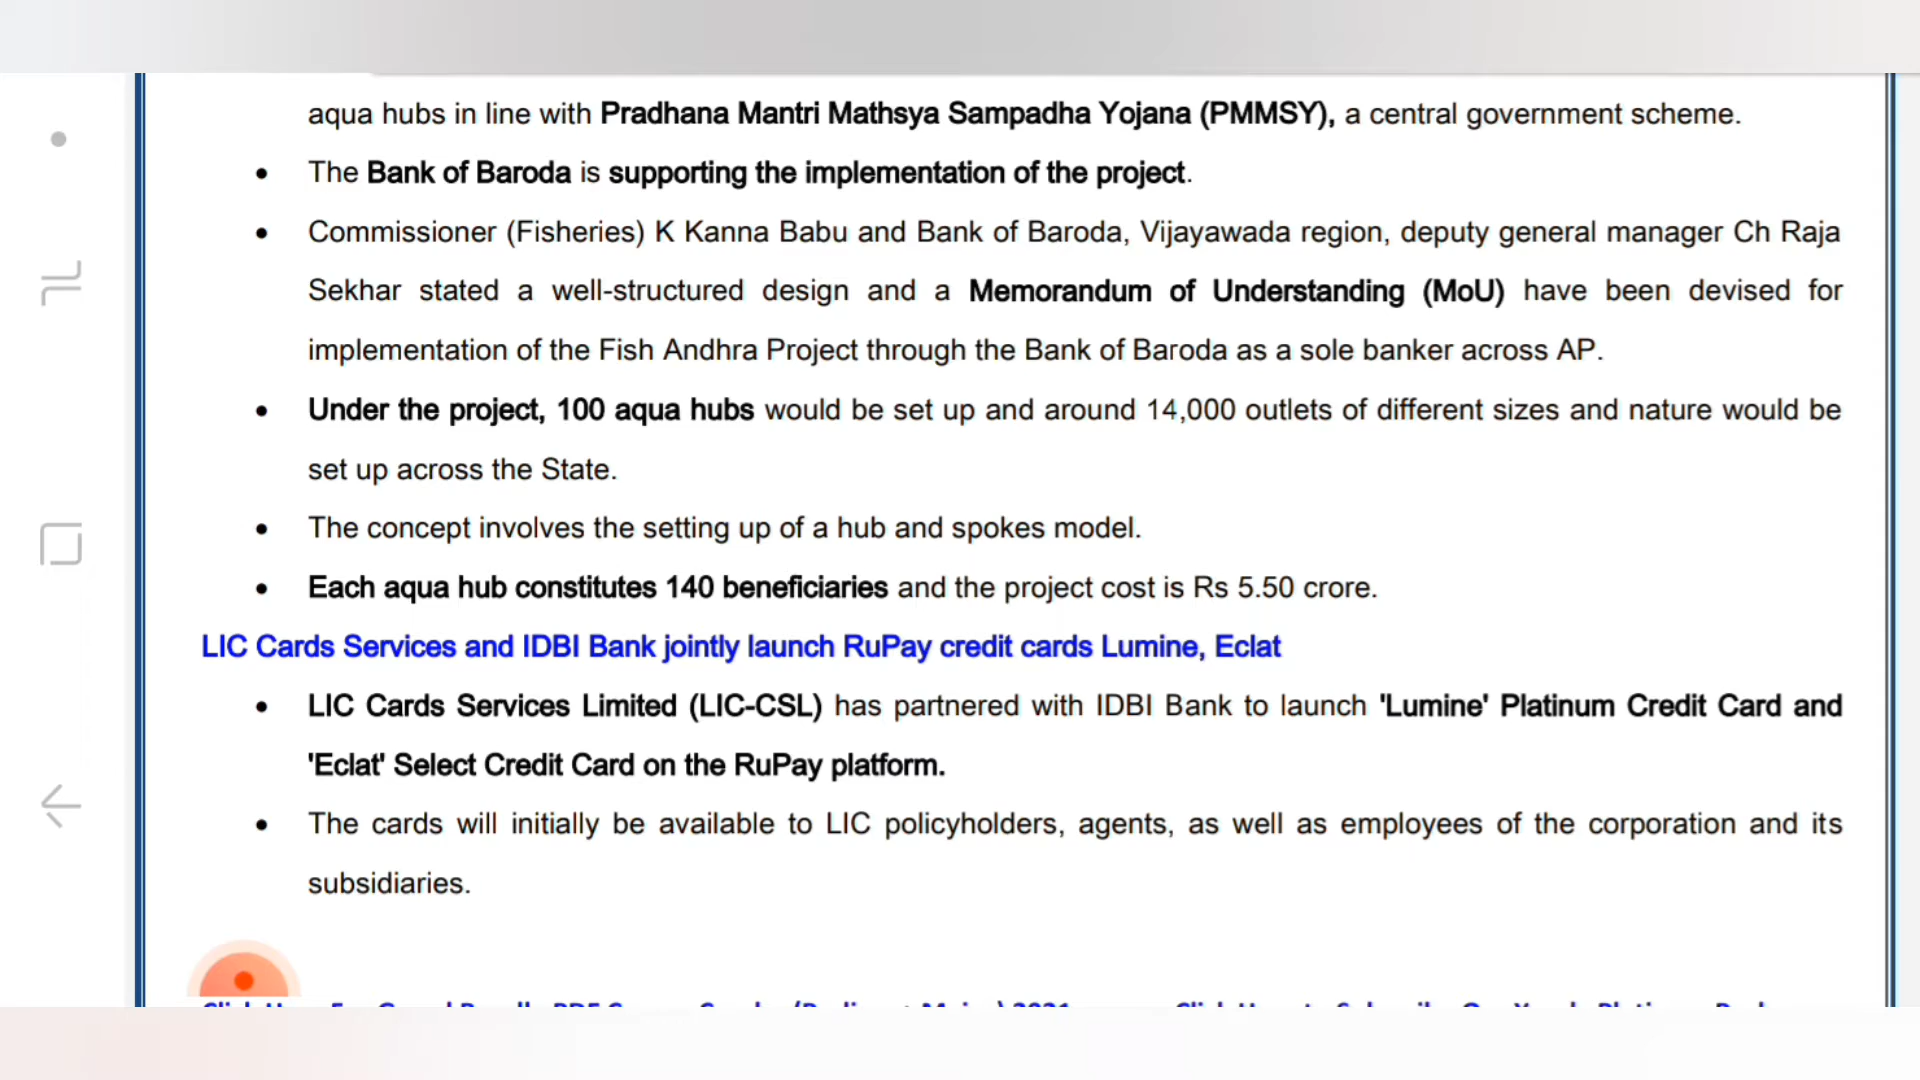 aqua hubs in line with Pradhana Mantri Mathsya Sampadha Yojana (PMMSY), a central government scheme.
• The Bank of Baroda is supporting the implementation of the project.
• Commissioner (Fisheries) K Kanna Babu and Bank of Baroda, Vijayawada region, deputy general manager Ch Raja
Sekhar stated a well-structured design and a Memorandum of Understanding (MoU) have been devised for
implementation of the Fish Andhra Project through the Bank of Baroda as a sole banker across AP.
• Under the project, 100 aqua hubs would be set up and around 14,000 outlets of different sizes and nature would be
set up across the State.
• The concept involves the setting up of a hub and spokes model.
• Each aqua hub constitutes 140 beneficiaries and the project cost is Rs 5.50 crore.
LIC Cards Services and IDBI Bank jointly launch RuPay credit cards Lumine, Eclat
• LIC Cards Services Limited (LIC-CSL) has partnered with IDBI Bank to launch 'Lumine' Platinum Credit Card and
'Eclat' Select Credit Card on the RuPay platform.
• The cards will initially be available to LIC policyholders, agents, as well as employees of the corporation and its
subsidiaries.